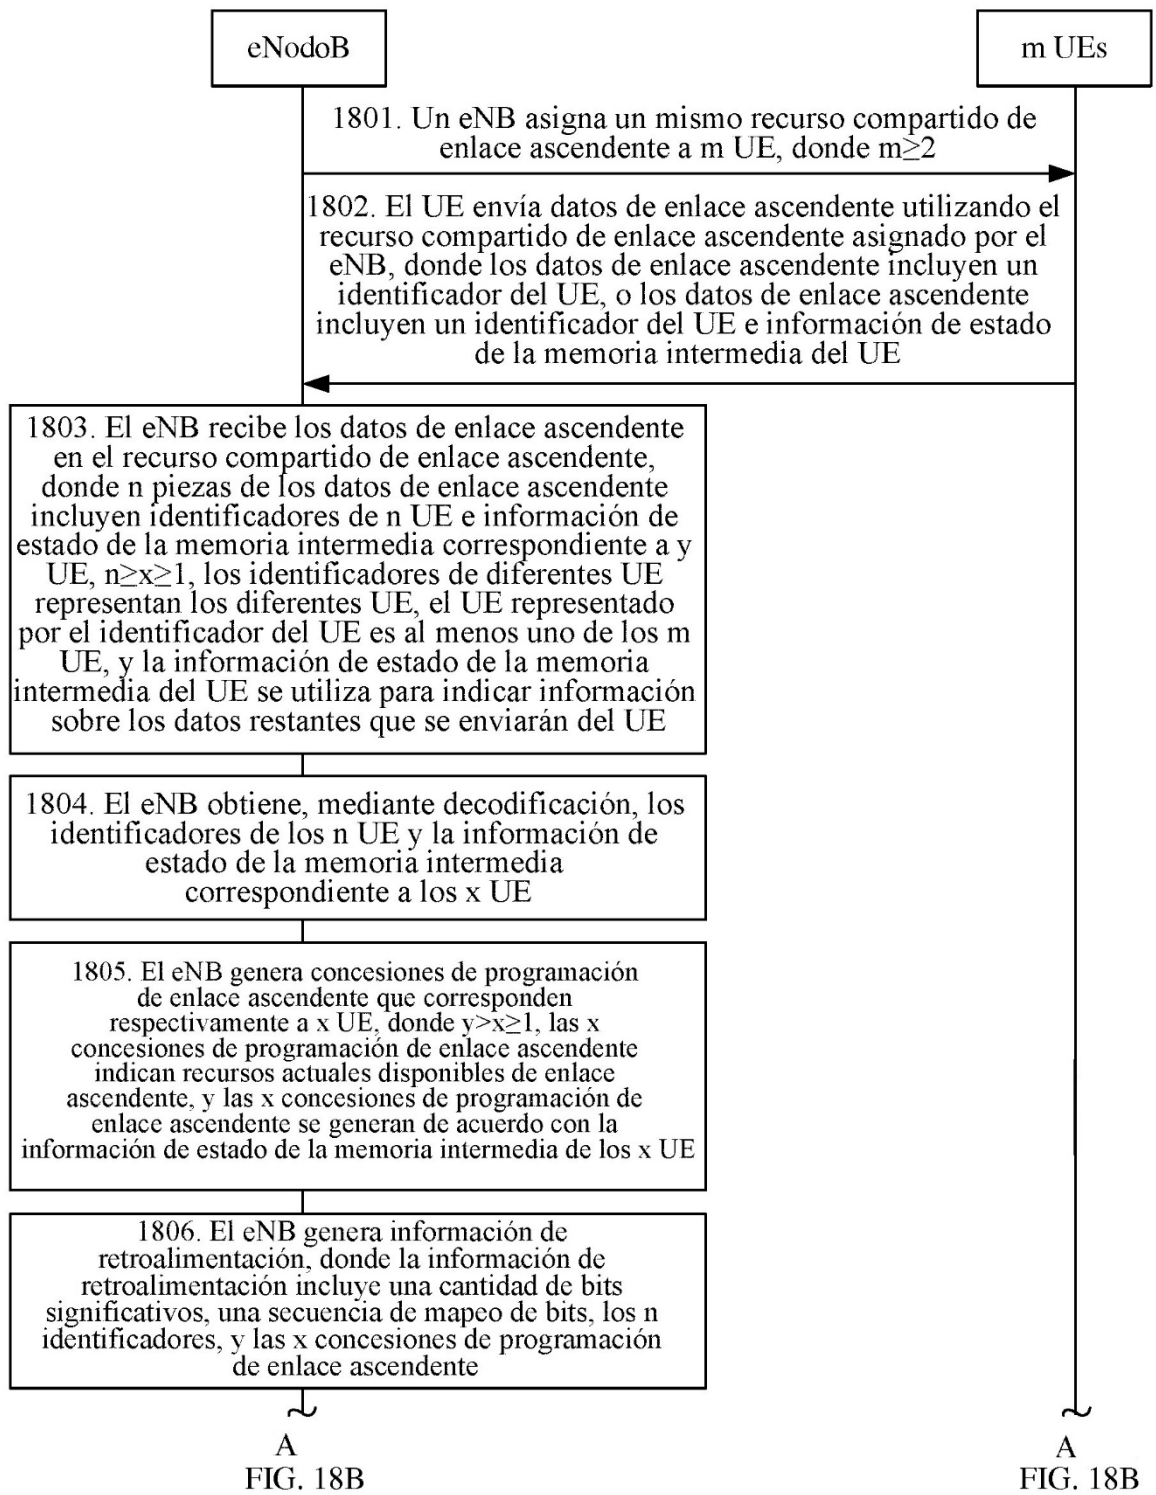 eNodoB
m UEs
1801. Un eNB asigna un mismo recurso compartido de
enlace ascendente a m UE, donde m≥2
1802. El UE envía datos de enlace ascendente utilizando el
recurso compartido de enlace ascendente asignado por el
eNB, donde los datos de enlace ascendente incluyen un
identificador del UE, o los datos de enlace ascendente
incluyen un identificador del UE e información de estado
de la memoria intermedia del UE
1803. El eNB recibe los datos de enlace ascendente
en el recurso compartido de enlace ascendente,
donde n piezas de los datos de enlace ascendente
incluyen identificadores de n UE e información de
estado de la memoria intermedia correspondiente a y
UE, n≥x≥1, los identificadores de diferentes UE
representan los diferentes UE, el UE representado
por el identificador del UE es al menos uno de los m
UE, y la información de estado de la memoria
intermedia del UE se utiliza para indicar información
sobre los datos restantes que se enviarán del UE
1804. El eNB obtiene, mediante decodificación, los
identificadores de los n UE y la información de
estado de la memoria intermedia
correspondiente a los x UE
1805. El eNB genera concesiones de programación
de enlace ascendente que corresponden
respectivamente a x UE, donde y>x≥1, las x
concesiones de programación de enlace ascendente
indican recursos actuales disponibles de enlace
ascendente, y las x concesiones de programación de
enlace ascendente se generan de acuerdo con la
información de estado de la memoria intermedia de los x UE
1806. El eNB genera información de
retroalimentación, donde la información de
retroalimentación incluye una cantidad de bits
significativos, una secuencia de mapeo de bits, los n
identificadores, y las x concesiones de programación
de enlace ascendente
A
FIG. 18B
A
FIG. 18B